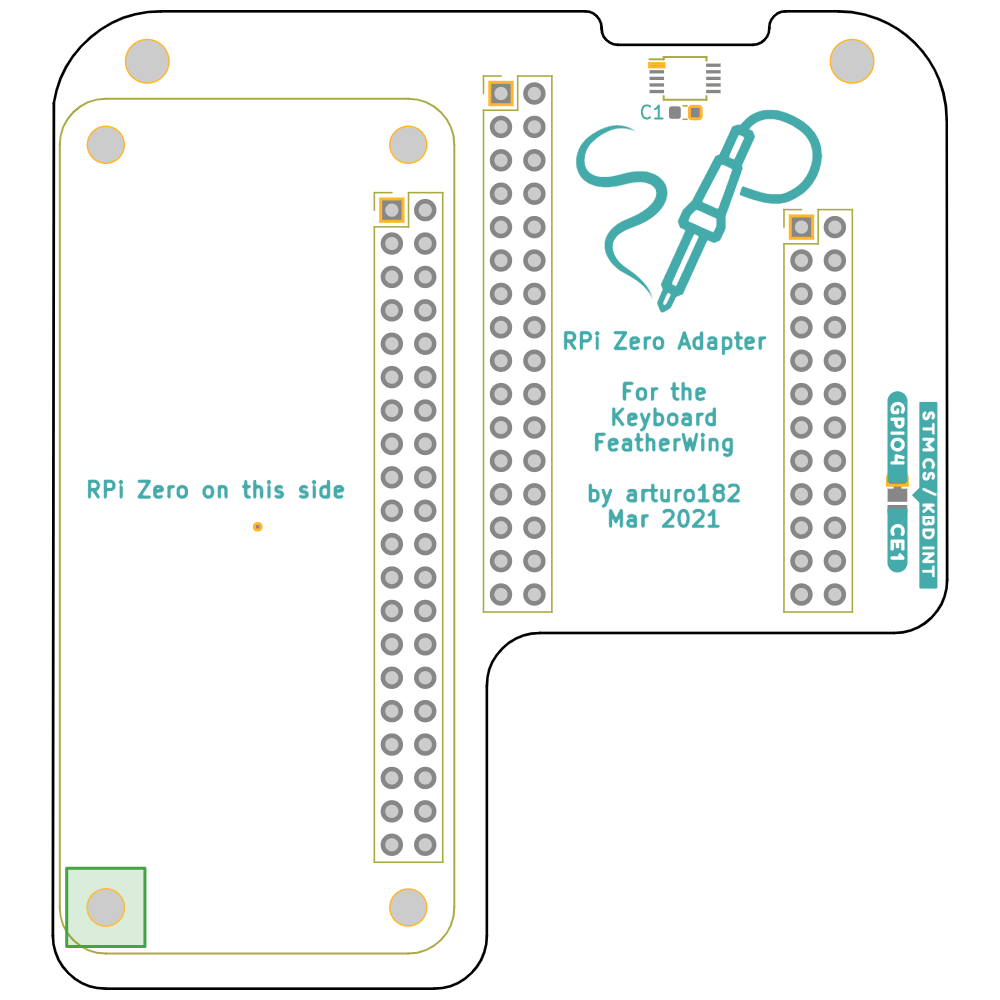 C1
RPi Zero Adapter
For the
Keyboard
FeatherWing
by arturo182
Mar 2021
RPi Zero on this side
GPIO4
CE1
STM CS / KBD INT